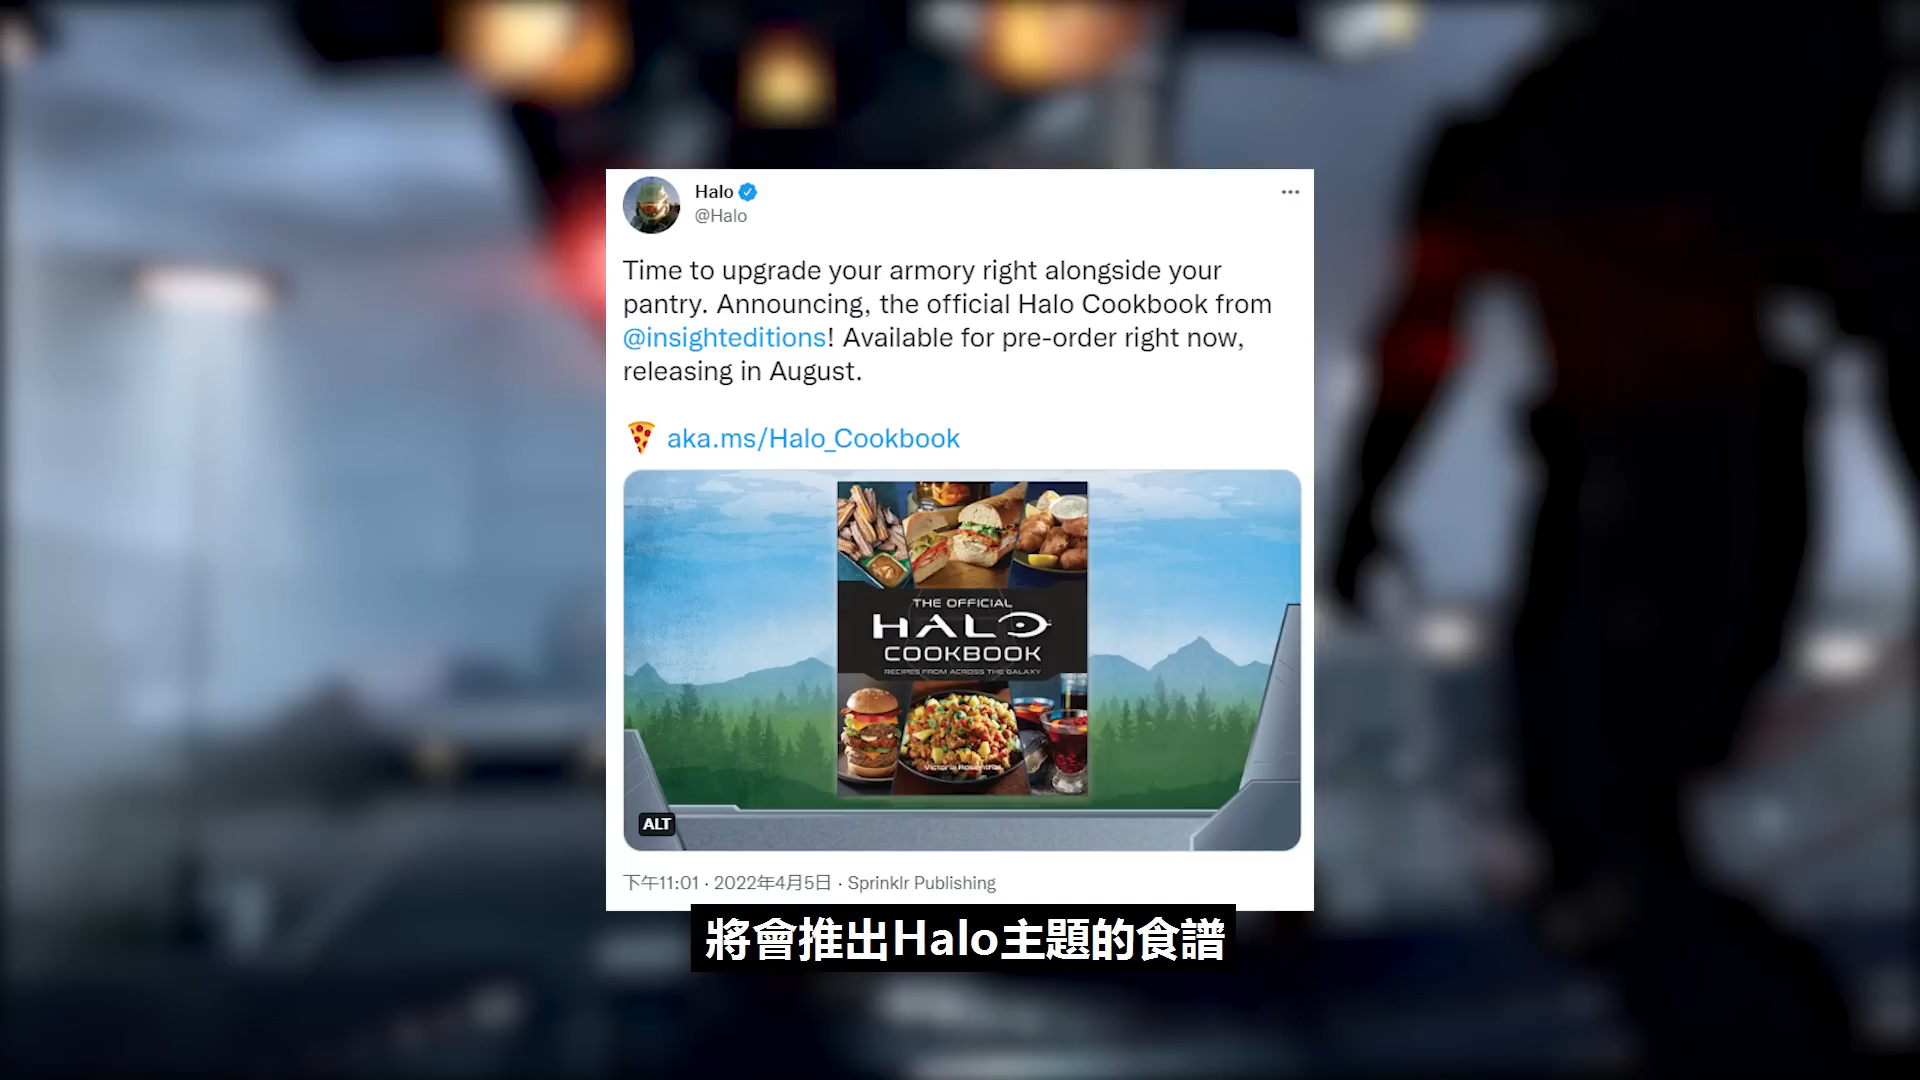 Halo
@Halo
Time to upgrade your armory right alongside your
pantry. Announcing, the official Halo Cookbook from
@insighteditions! Available for pre-order right now,
releasing in August.
aka.ms/Halo_Cookbook
THE OFFICIAL
HALO
COOKBOOK
RECIPES FROM ACROSS THE GALAXY
Victoria Rosenthal
ALT
下午11:01 · 2022年4月5日 · Sprinklr Publishing
將會推出Halo主題的食譜